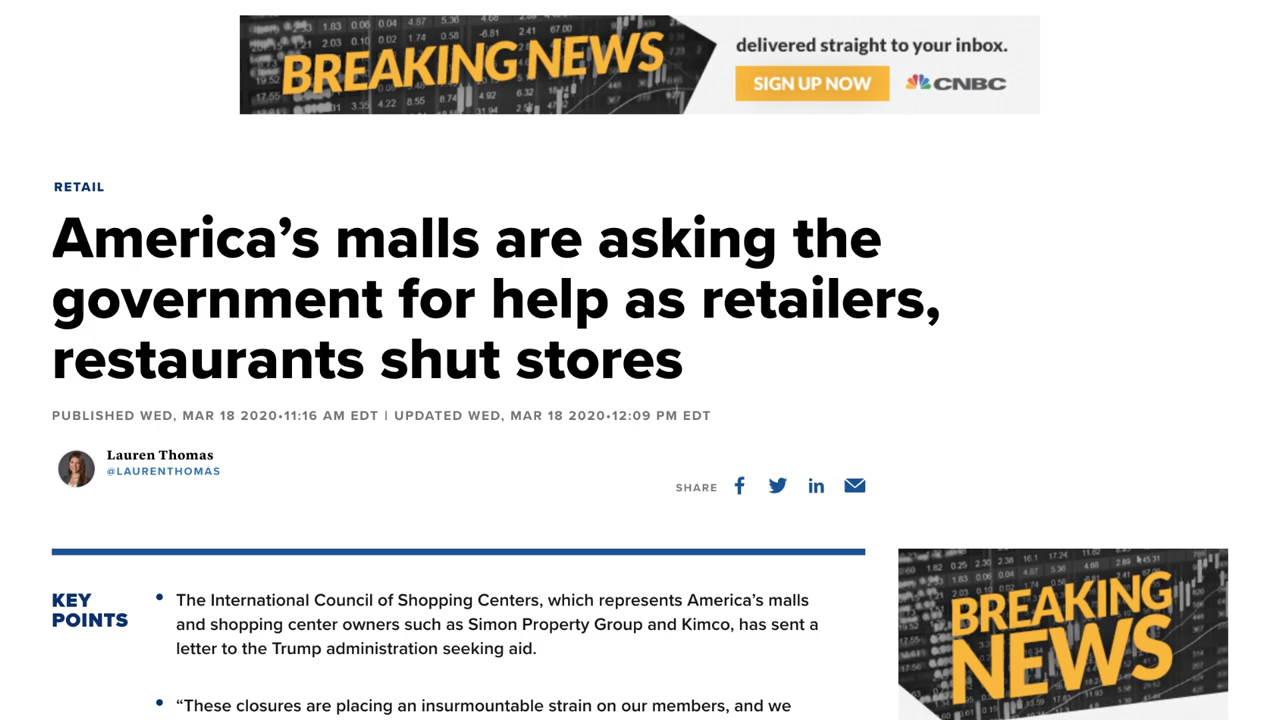 BREAKING NEWS
delivered straight to your inbox.
SIGN UP NOW
CNBC
RETAIL
America’s malls are asking the
government for help as retailers,
restaurants shut stores
PUBLISHED WED, MAR 18 2020•11:16 AM EDT | UPDATED WED, MAR 18 2020•12:09 PM EDT
Lauren Thomas
@LAURENTHOMAS
SHARE
KEY
POINTS
• The International Council of Shopping Centers, which represents America’s malls
and shopping center owners such as Simon Property Group and Kimco, has sent a
letter to the Trump administration seeking aid.
• “These closures are placing an insurmountable strain on our members, and we
BREAKING
NEWS